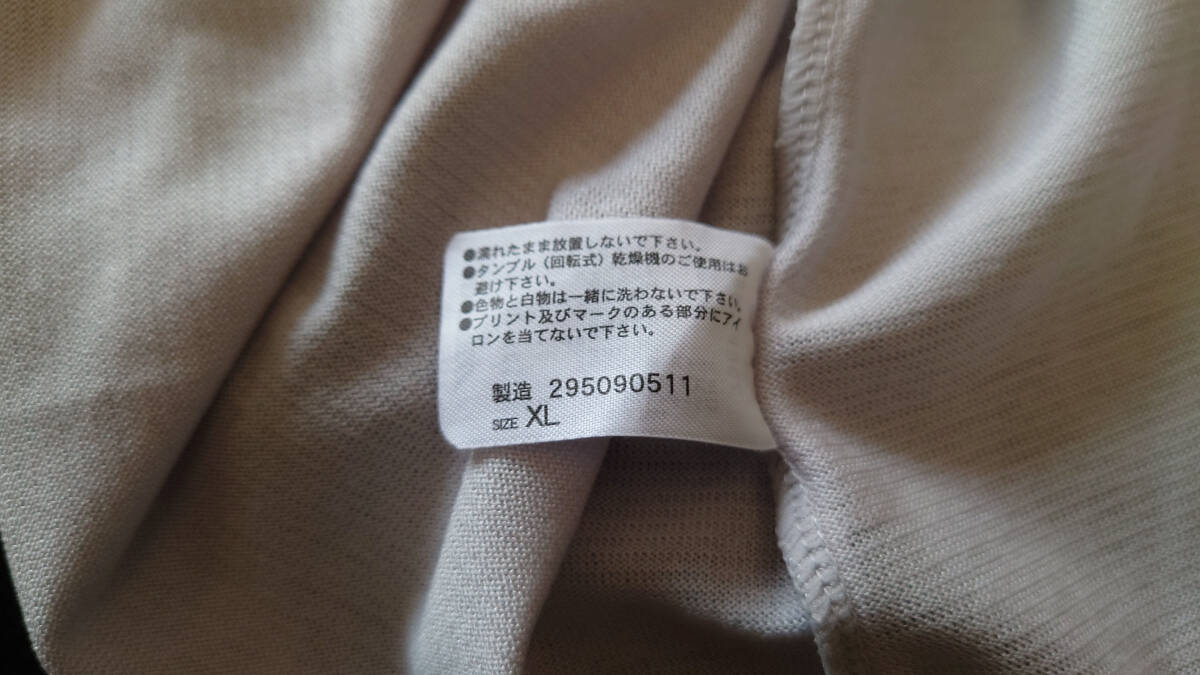 ●濡れたまま放置しないで下さい。
●タンブル（回転式）乾燥機のご使用はお
避け下さい。
●色物と白物は一緒に洗わないで下さい。
●プリント及びマークのある部分にアイ
ロンを当てないで下さい。
製造 295090511
SIZE XL